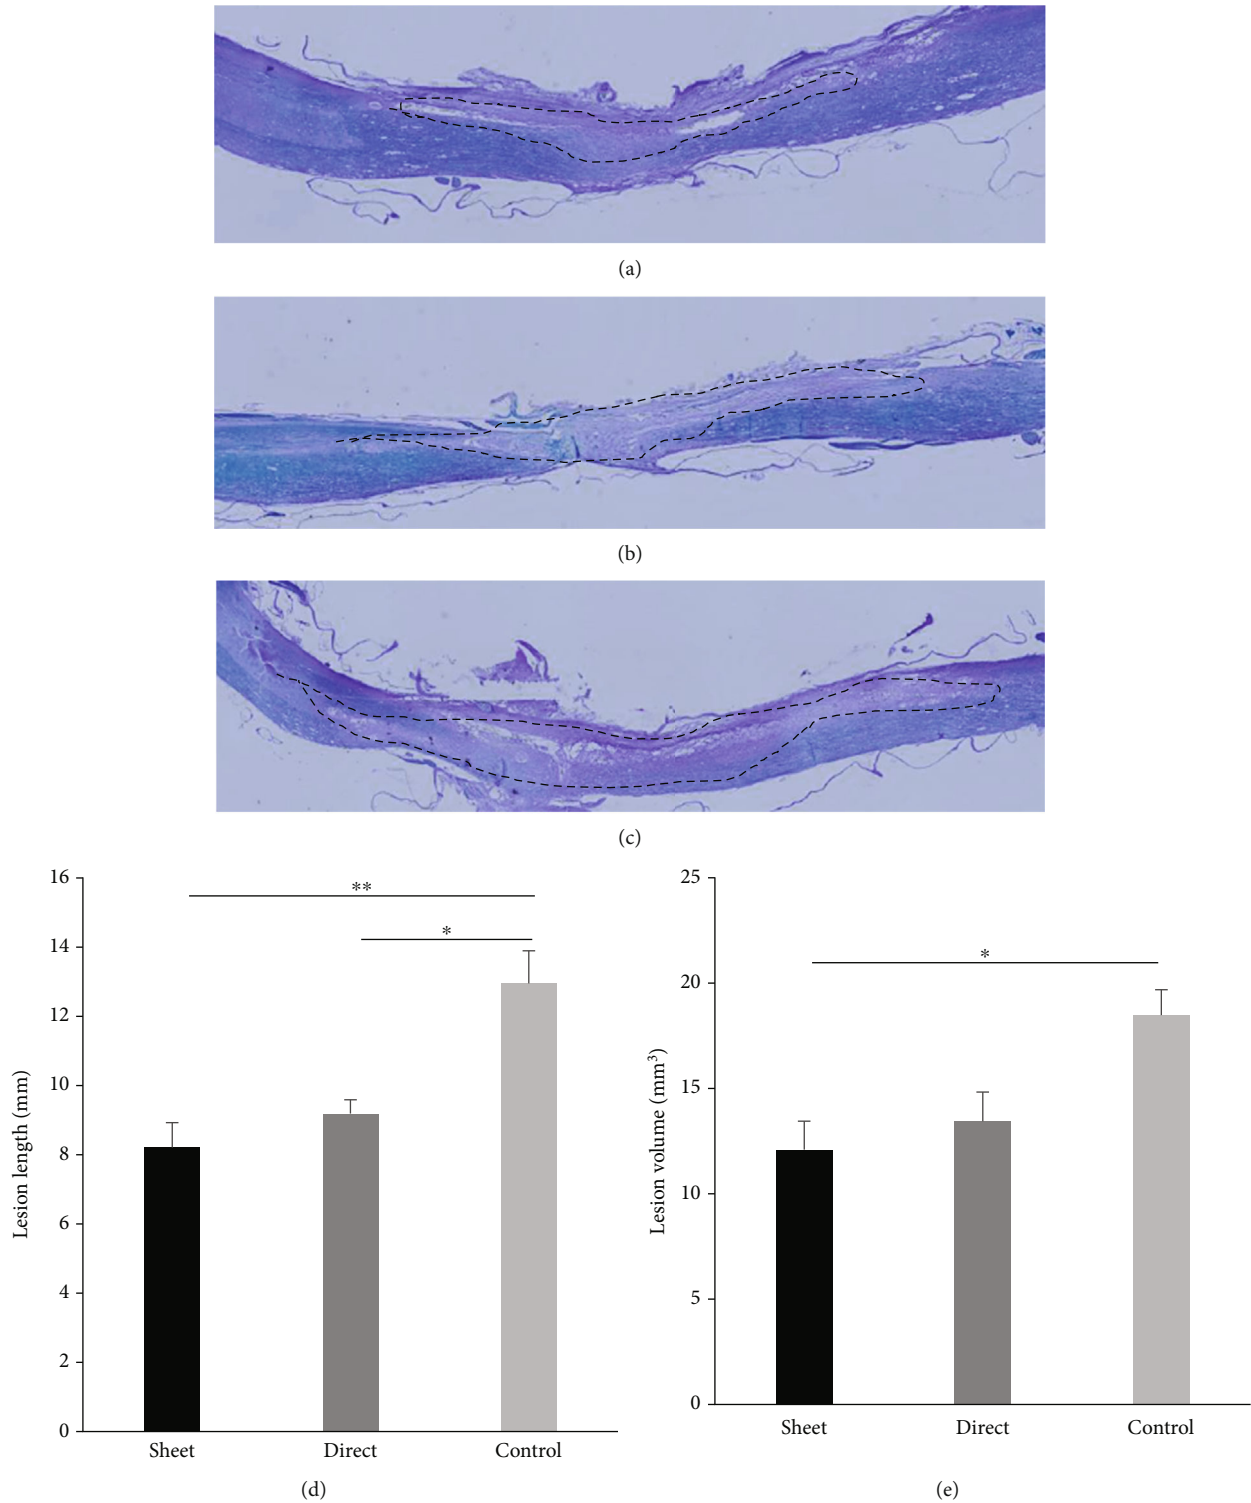 (a)
(b)
(c)
16
14
12
10
8
6
4
2
0
Lesion length (mm)
**
*
Sheet Direct Control
(d)
25
20
15
10
5
0
Lesion volume (mm³)
*
Sheet Direct Control
(e)